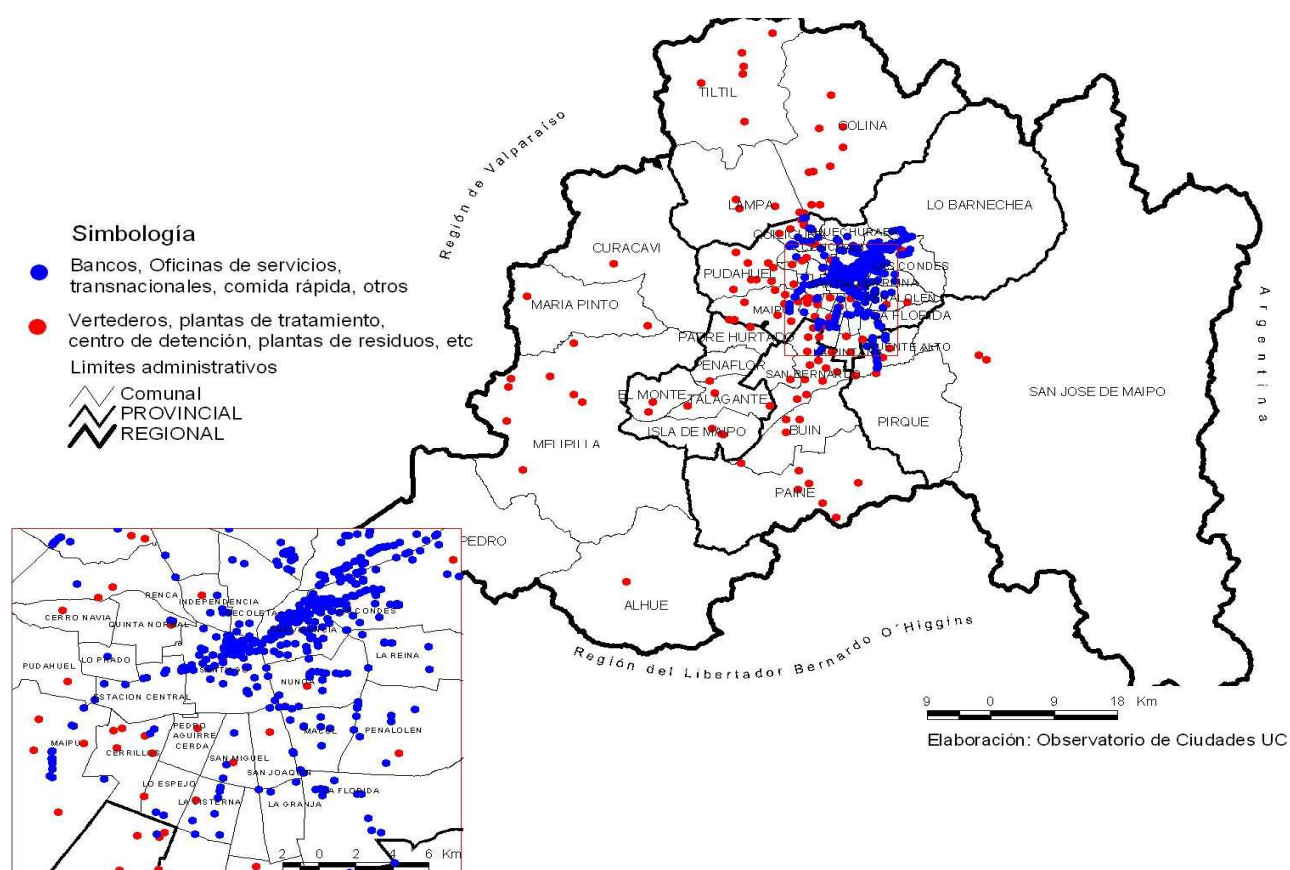 Simbología
Bancos, Oficinas de servicios,
transnacionales, comida rápida, otros
Vertederos, plantas de tratamiento,
centro de detención, plantas de residuos, etc
Límites administrativos
Comunal
PROVINCIAL
REGIONAL
Región de Valparaíso
TILTIL
COLINA
LAMPA
LO BARNECHEA
CURACAVI
PUDAHUEL
MARIA PINTO
PADRE HURTADO
PEÑAFLOR
SAN BERNARDO
EL MONTE
TALAGANTE
ISLA DE MAIPO
BUIN
PIRQUE
SAN JOSE DE MAIPO
MELIPILLA
PAINE
PEDRO
ALHUE
Argentina
Región del Libertador Bernardo O´Higgins
9 0 9 18 Km
Elaboración: Observatorio de Ciudades UC
RENCA
INDEPENDENCIA
CERRO NAVIA
QUINTA NORMAL
LO PRADO
PUDAHUEL
LA REINA
ESTACION CENTRAL
NUNOA
MAIPU
CERRILLOS
PEDRO
AGUIRRE
CERDA
MACUL
PENALOLEN
SAN MIGUEL
SAN JOAQUIN
LO ESPEJO
LA CISTERNA
LA GRANJA
2 0 2 4 6 Km